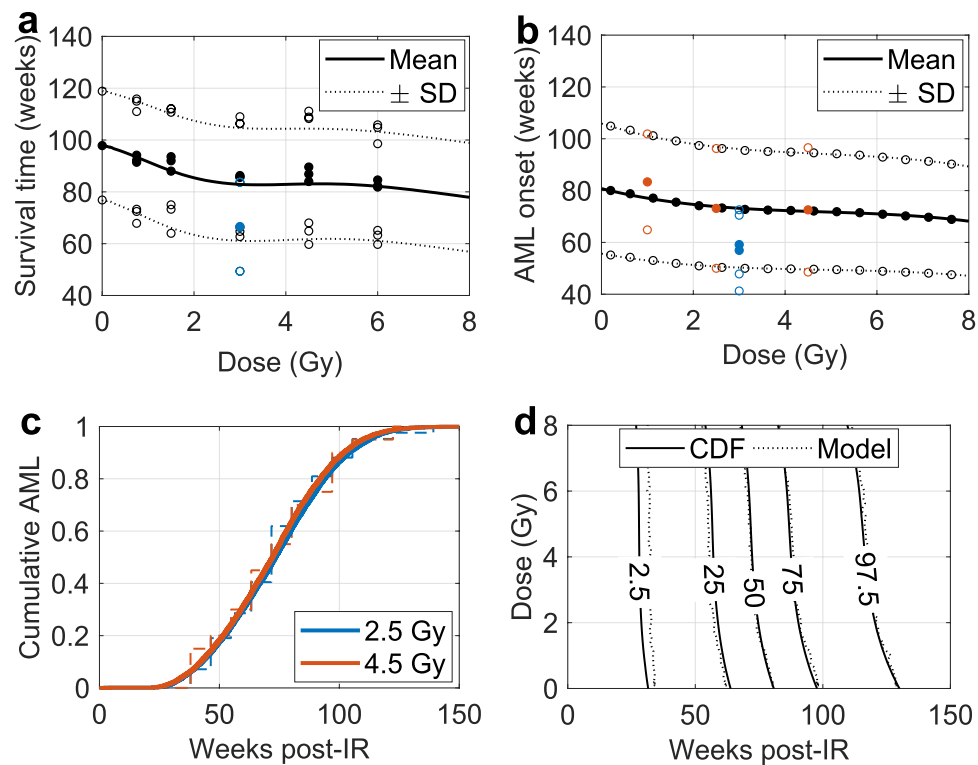 a
Survival time (weeks)
140
120
100
80
60
40
0
2
4
6
8
Dose (Gy)
Mean
± SD
b
AML onset (weeks)
140
120
100
80
60
40
0
2
4
6
8
Dose (Gy)
Mean
± SD
c
Cumulative AML
1
0.8
0.6
0.4
0.2
0
0
50
100
150
Weeks post-IR
2.5 Gy
4.5 Gy
d
Dose (Gy)
8
6
4
2
0
0
50
100
150
Weeks post-IR
CDF
Model
2.5
25
50
75
97.5